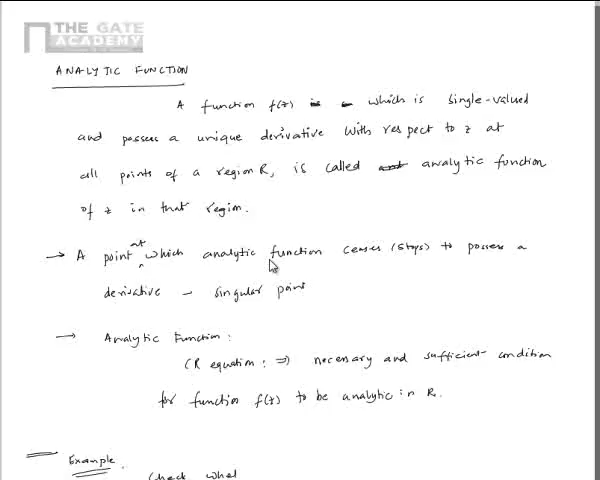 THE GATE
ACADEMY
ANALYTIC FUNCTION
A function f(z) is which is single-valued
and posses a unique derivative with respect to z at
all points of a region R, is called analytic function
of z in that region.
→ A point at which analytic function ceases (stops) to possess a
derivative - singular point
→ Analytic Function:
CR equation: ⇒ necessary and sufficient condition
for function f(z) to be analytic in R.
Example.
Check whet